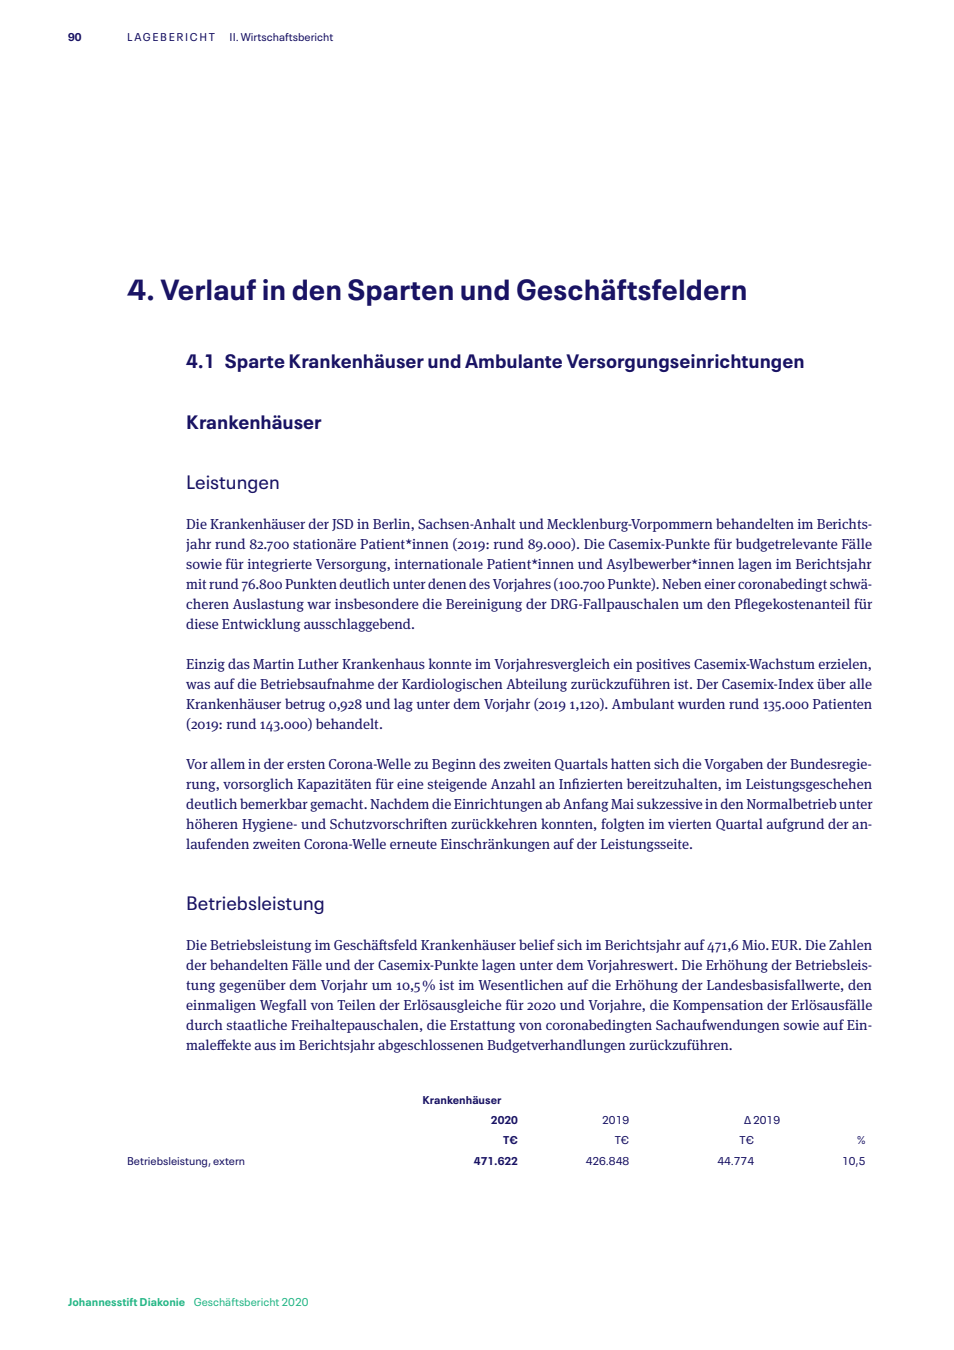 90 LAGEBERICHT II. Wirtschaftsbericht
4. Verlauf in den Sparten und Geschäftsfeldern
4.1 Sparte Krankenhäuser und Ambulante Versorgungseinrichtungen
Krankenhäuser
Leistungen
Die Krankenhäuser der JSD in Berlin, Sachsen-Anhalt und Mecklenburg-Vorpommern behandelten im Berichts-
jahr rund 82.700 stationäre Patient*innen (2019: rund 89.000). Die Casemix-Punkte für budgetrelevante Fälle
sowie für integrierte Versorgung, internationale Patient*innen und Asylbewerber*innen lagen im Berichtsjahr
mit rund 76.800 Punkten deutlich unter denen des Vorjahres (100.700 Punkte). Neben einer coronabedingt schwä-
cheren Auslastung war insbesondere die Bereinigung der DRG-Fallpauschalen um den Pflegekostenanteil für
diese Entwicklung ausschlaggebend.
Einzig das Martin Luther Krankenhaus konnte im Vorjahresvergleich ein positives Casemix-Wachstum erzielen,
was auf die Betriebsaufnahme der Kardiologischen Abteilung zurückzuführen ist. Der Casemix-Index über alle
Krankenhäuser betrug 0,928 und lag unter dem Vorjahr (2019 1,120). Ambulant wurden rund 135.000 Patienten
(2019: rund 143.000) behandelt.
Vor allem in der ersten Corona-Welle zu Beginn des zweiten Quartals hatten sich die Vorgaben der Bundesregie-
rung, vorsorglich Kapazitäten für eine steigende Anzahl an Infizierten bereitzuhalten, im Leistungsgeschehen
deutlich bemerkbar gemacht. Nachdem die Einrichtungen ab Anfang Mai sukzessive in den Normalbetrieb unter
höheren Hygiene- und Schutzvorschriften zurückkehren konnten, folgten im vierten Quartal aufgrund der an-
laufenden zweiten Corona-Welle erneute Einschränkungen auf der Leistungsseite.
Betriebsleistung
Die Betriebsleistung im Geschäftsfeld Krankenhäuser belief sich im Berichtsjahr auf 471,6 Mio. EUR. Die Zahlen
der behandelten Fälle und der Casemix-Punkte lagen unter dem Vorjahreswert. Die Erhöhung der Betriebsleis-
tung gegenüber dem Vorjahr um 10,5 % ist im Wesentlichen auf die Erhöhung der Landesbasisfallwerte, den
einmaligen Wegfall von Teilen der Erlösausgleiche für 2020 und Vorjahre, die Kompensation der Erlösausfälle
durch staatliche Freihaltepauschalen, die Erstattung von coronabedingten Sachaufwendungen sowie auf Ein-
maleffekte aus im Berichtsjahr abgeschlossenen Budgetverhandlungen zurückzuführen.
Krankenhäuser
2020 2019 Δ 2019
T€ T€ T€ %
Betriebsleistung, extern 471.622 426.848 44.774 10,5
Johannesstift Diakonie Geschäftsbericht 2020